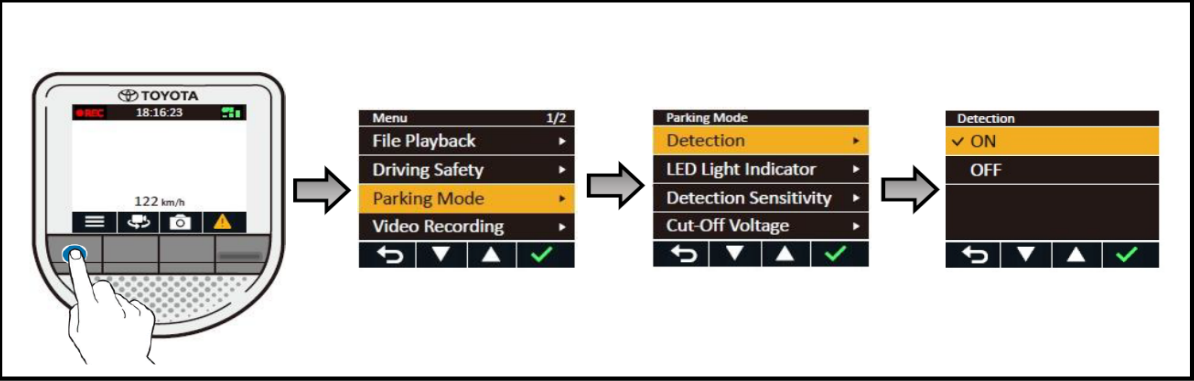 TOYOTA
REC 18:16:23
122 km/h
Menu 1/2
File Playback
Driving Safety
Parking Mode
Video Recording
Parking Mode
Detection
LED Light Indicator
Detection Sensitivity
Cut-Off Voltage
Detection
ON
OFF